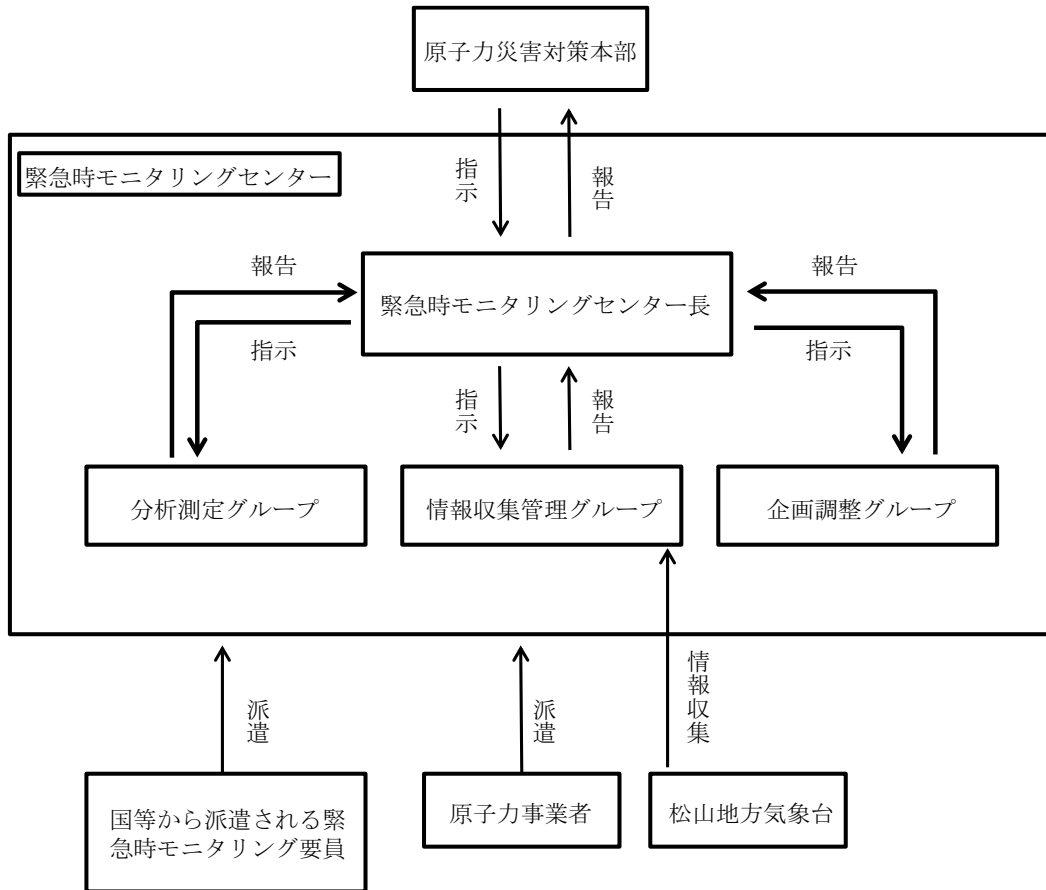 原子力災害対策本部
指示
報告
緊急時モニタリングセンター
報告
報告
緊急時モニタリングセンター長
指示
指示
指示
報告
分析測定グループ
情報収集管理グループ
企画調整グループ
派遣
派遣
情報収集
国等から派遣される緊
急時モニタリング要員
原子力事業者
松山地方気象台